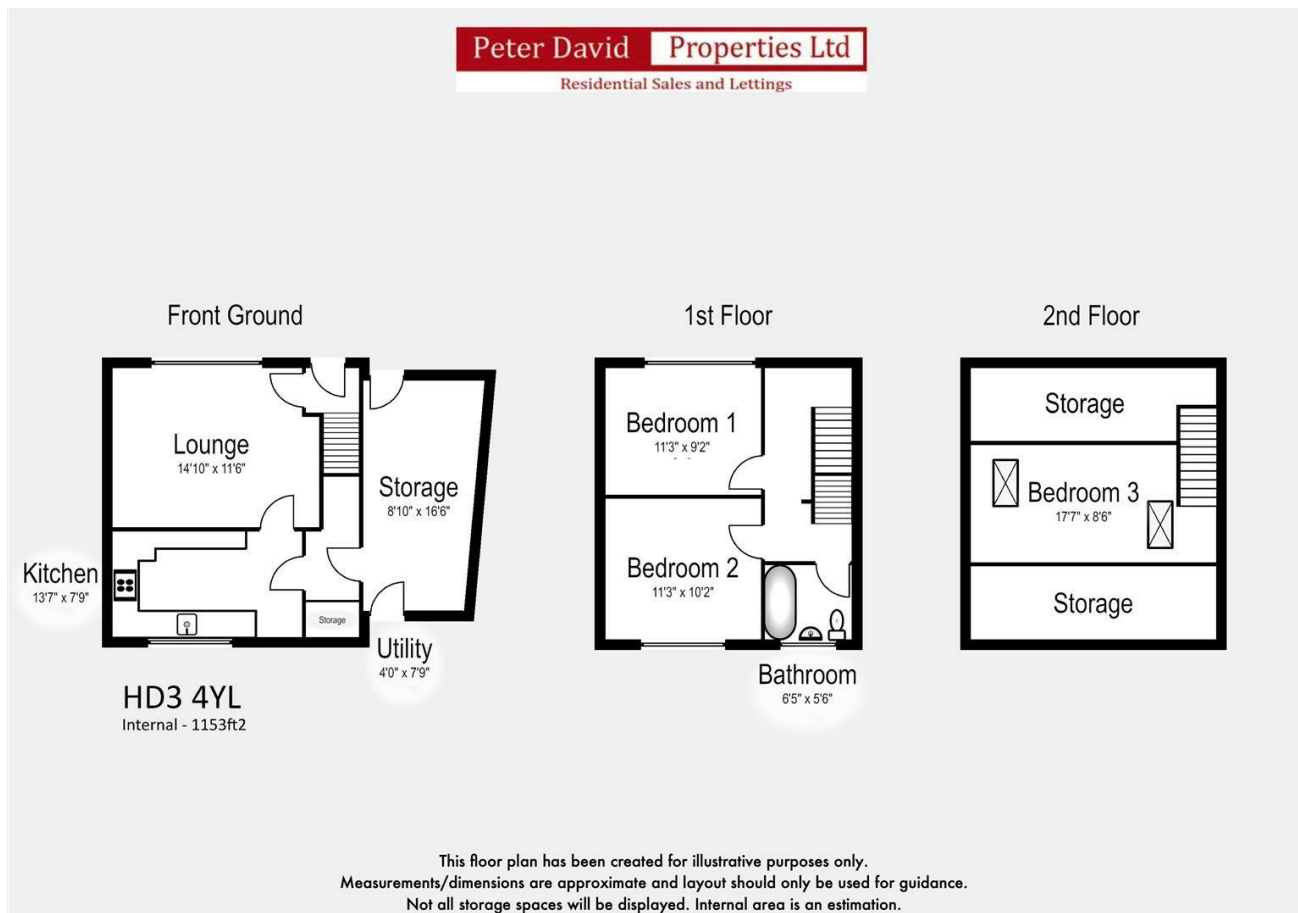 Peter David Properties Ltd
Residential Sales and Lettings
Front Ground
1st Floor
2nd Floor
Lounge
14'10" x 11'6"
Storage
8'10" x 16'6"
Kitchen
13'7" x 7'9"
Storage
Utility
4'0" x 7'9"
HD3 4YL
Internal - 1153ft2
Bedroom 1
11'3" x 9'2"
Bedroom 2
11'3" x 10'2"
Bathroom
6'5" x 5'6"
Storage
Bedroom 3
17'7" x 8'6"
Storage
This floor plan has been created for illustrative purposes only.
Measurements/dimensions are approximate and layout should only be used for guidance.
Not all storage spaces will be displayed. Internal area is an estimation.